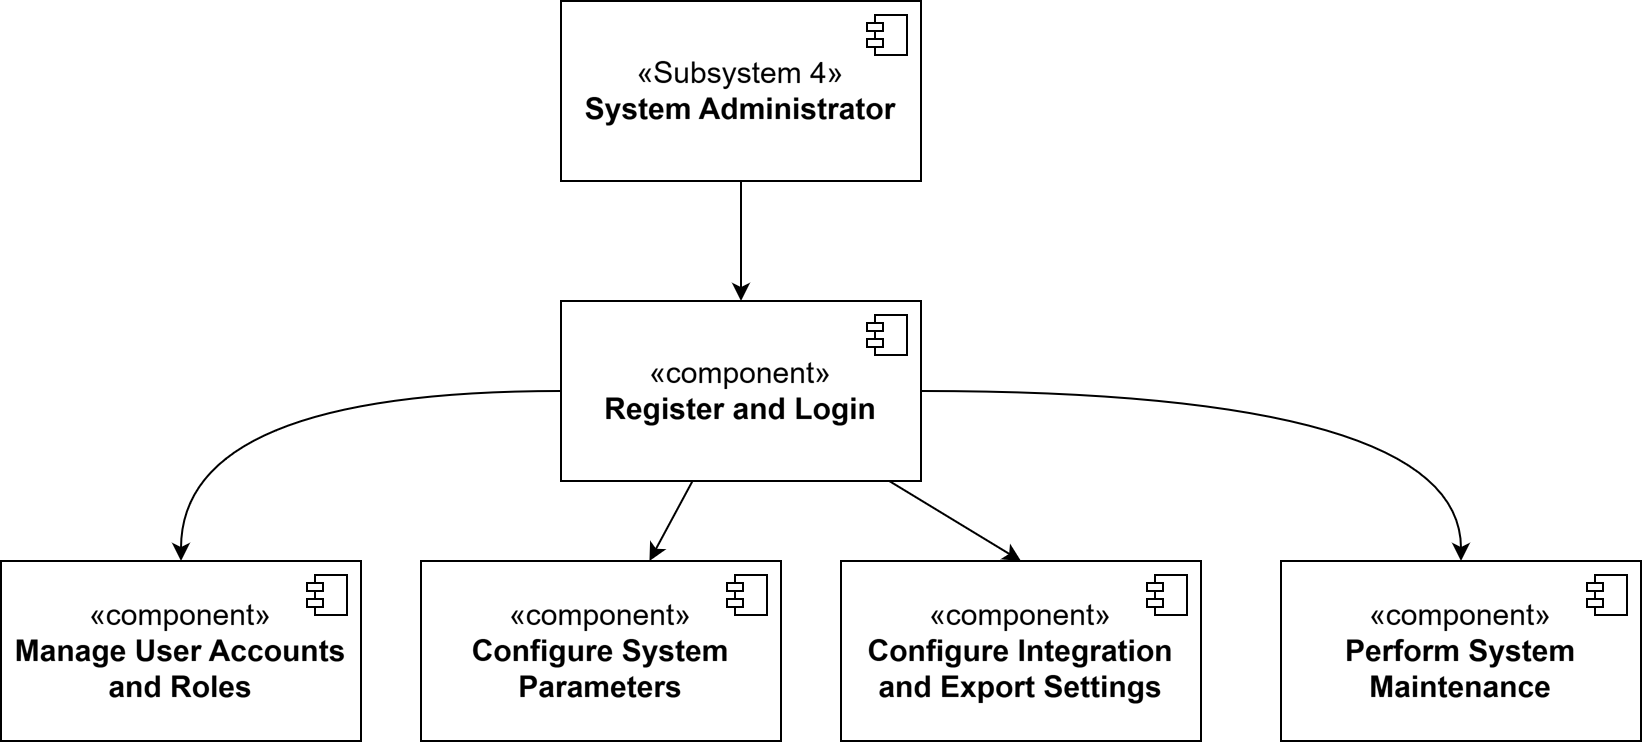 «Subsystem 4»
System Administrator
«component»
Register and Login
«component»
Manage User Accounts
and Roles
«component»
Configure System
Parameters
«component»
Configure Integration
and Export Settings
«component»
Perform System
Maintenance